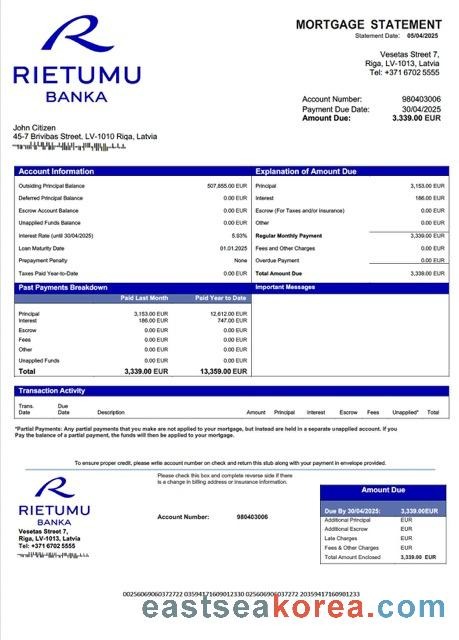 MORTGAGE STATEMENT
Statement Date: 05/04/2025
RIETUMU
BANKA
Vesetas Street 7,
Riga, LV-1013, Latvia
Tel: +371 6702 5555
Account Number: 980403006
Payment Due Date: 30/04/2025
Amount Due: 3.339.00 EUR
John Citizen
45-7 Brivibas Street, LV-1010 Riga, Latvia
Account Information
Outsiding Principal Balance 507,855.00 EUR
Deferred Principal Balance 0.00 EUR
Escrow Account Balance 0.00 EUR
Unapplied Funds Balance 0.00 EUR
Interest Rate (until 30/04/2025) 5.93%
Loan Maturity Date 01.01.2025
Prepayment Penalty None
Taxes Paid Year-to-Date 0.00 EUR
Explanation of Amount Due
Principal 3,153.00 EUR
Interest 186.00 EUR
Escrow (For Taxes and/or insurance) 0.00 EUR
Other 0.00 EUR
Regular Monthly Payment 3,339.00 EUR
Fees and Other Charges 0.00 EUR
Overdue Payment 0.00 EUR
Total Amount Due 3,339.00 EUR
Past Payments Breakdown
Paid Last Month Paid Year to Date
Principal 3,153.00 EUR 12,612.00 EUR
Interest 186.00 EUR 747.00 EUR
Escrow 0.00 EUR 0.00 EUR
Fees 0.00 EUR 0.00 EUR
Other 0.00 EUR 0.00 EUR
Unapplied Funds 0.00 EUR 0.00 EUR
Total 3,339.00 EUR 13,359.00 EUR
Important Messages
Transaction Activity
Trans. Date Due Date Description Amount Principal Interest Escrow Fees Unapplied* Total
*Partial Payments: Any partial payments that you make are not applied to your mortgage, but instead are held in a separate unapplied account. If you
Pay the balance of a partial payment, the funds will then be applied to your mortgage.
To ensure proper credit, please write account number on check and return this stub along with your payment in envelope provided.
Please check this box and complete reverse side if there
is a change in billing address or insurance information.
RIETUMU
BANKA
Vesetas Street 7,
Riga, LV-1013, Latvia
Tel: +371 6702 5555
Account Number: 980403006
Amount Due
Due By 30/04/2025: 3,339.00EUR
Additional Principal EUR
Additional Escrow EUR
Late Charges EUR
Fees & Other Charges EUR
Total Amount Enclosed 3,339.00 EUR
00256069060372722 03594171609901233​0 02569417160901233
eastseakorea.com